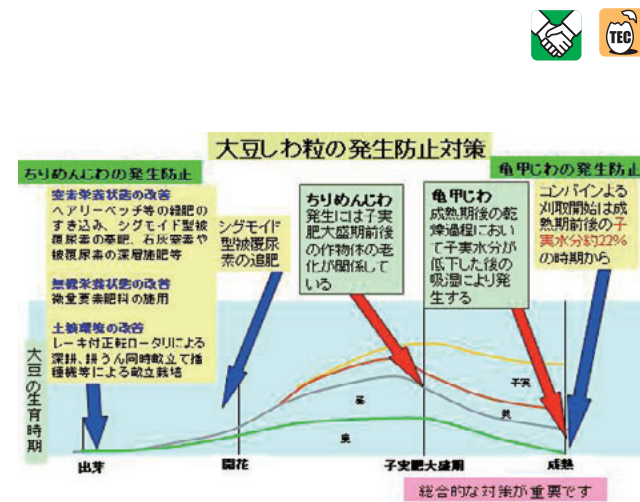 TEC
大豆しわ粒の発生防止対策
ちりめんじわの発生防止
窒素栄養状態の改善
ヘアリーベッチ等の緑肥の
すき込み、シグモイド型被
覆尿素の基肥、石灰窒素や
被覆尿素の深層施肥等
無機栄養状態の改善
微量要素肥料の施用
土壌環境の改善
レーキ付正転ロータリによる
深耕、耕うん同時畝立て播
種機等による畝立栽培
シグモイド
型被覆尿
素の追肥
ちりめんじわ
発生には子実
肥大盛期前後
の作物体の老
化が関係して
いる
亀甲じわ
成熟期後の乾
燥過程におい
て子実水分が
低下した後の
吸湿により発
生する
亀甲じわの発生防止
コンバインよる
刈取開始は成
熟期前後の子
実水分約22%
の時期から
大豆の生育時期
子実
莢
茎
葉
出芽
開花
子実肥大盛期
成熟
総合的な対策が重要です